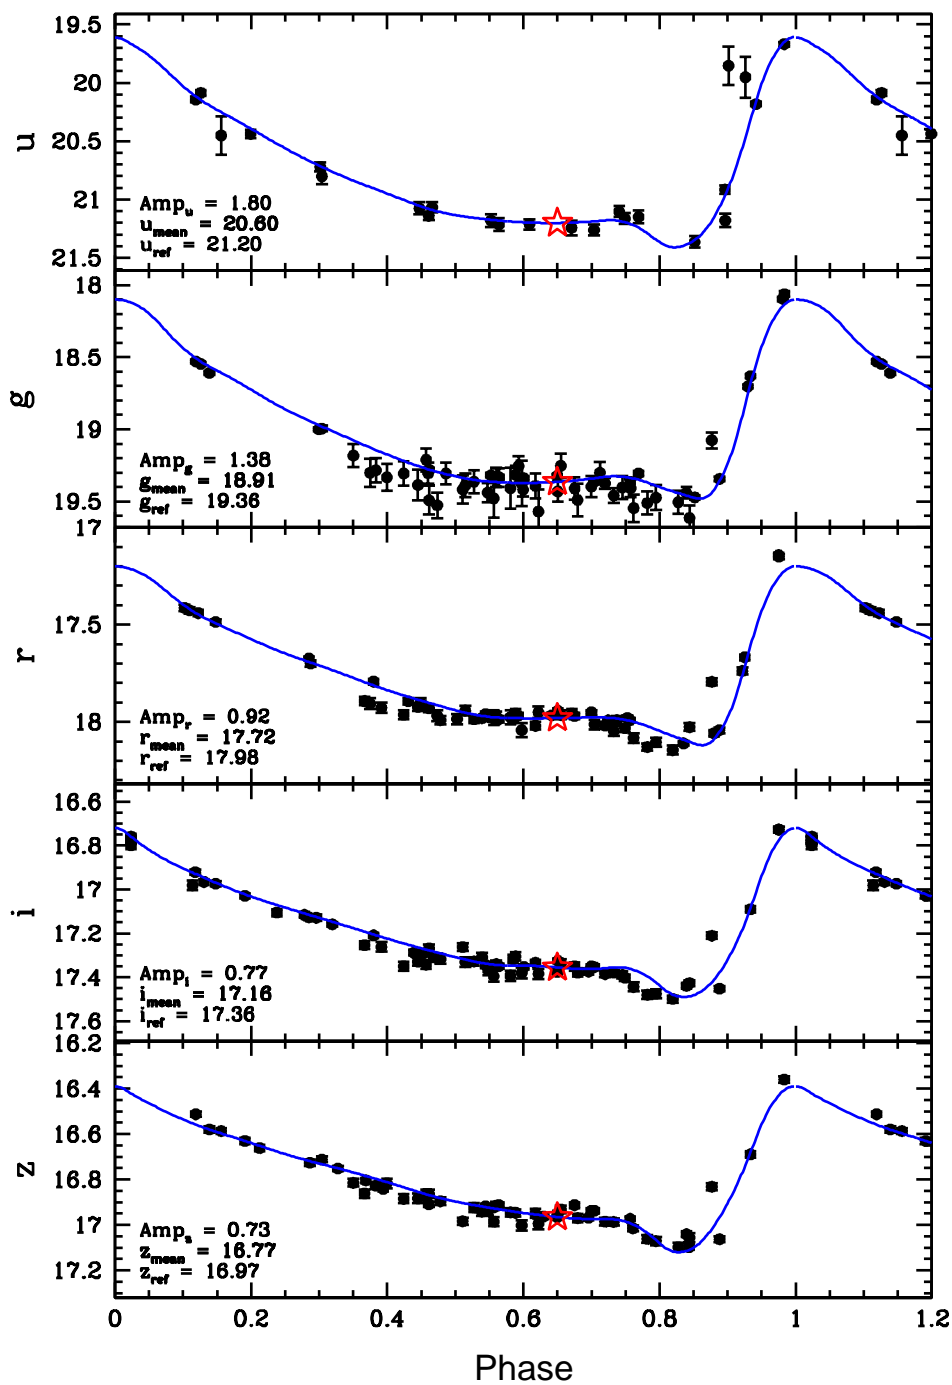 19.5
20
20.5
21
21.5
u
Amp_u = 1.80
u_mean = 20.60
u_ref = 21.20
18
18.5
19
19.5
g
Amp_g = 1.38
g_mean = 18.91
g_ref = 19.36
17
17.5
18
r
Amp_r = 0.92
r_mean = 17.72
r_ref = 17.98
16.6
16.8
17
17.2
17.4
17.6
i
Amp_i = 0.77
i_mean = 17.16
i_ref = 17.36
16.2
16.4
16.6
16.8
17
17.2
z
Amp_z = 0.73
z_mean = 16.77
z_ref = 16.97
0 0.2 0.4 0.6 0.8 1 1.2
Phase